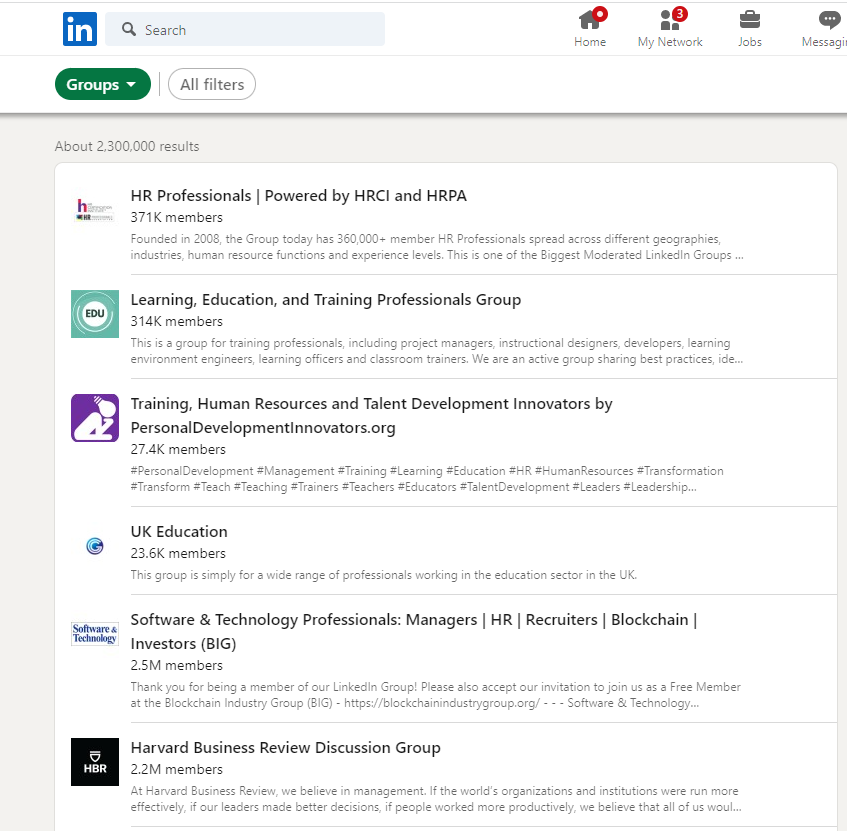 in
Search
3
Home
My Network
Jobs
Messagin
Groups
All filters
About 2,300,000 results
HR Professionals | Powered by HRCI and HRPA
371K members
Founded in 2008, the Group today has 360,000+ member HR Professionals spread across different geographies,
industries, human resource functions and experience levels. This is one of the Biggest Moderated LinkedIn Groups ...
EDU
Learning, Education, and Training Professionals Group
314K members
This is a group for training professionals, including project managers, instructional designers, developers, learning
environment engineers, learning officers and classroom trainers. We are an active group sharing best practices, ide...
Training, Human Resources and Talent Development Innovators by
PersonalDevelopmentInnovators.org
27.4K members
#PersonalDevelopment #Management #Training #Learning #Education #HR #HumanResources #Transformation
#Transform #Teach #Teaching #Trainers #Teachers #Educators #TalentDevelopment #Leaders #Leadership...
UK Education
23.6K members
This group is simply for a wide range of professionals working in the education sector in the UK.
Software &
Technology
Software & Technology Professionals: Managers | HR | Recruiters | Blockchain |
Investors (BIG)
2.5M members
Thank you for being a member of our LinkedIn Group! Please also accept our invitation to join us as a Free Member
at the Blockchain Industry Group (BIG) - https://blockchainindustrygroup.org/ - - - Software & Technology...
HBR
Harvard Business Review Discussion Group
2.2M members
At Harvard Business Review, we believe in management. If the world's organizations and institutions were run more
effectively, if our leaders made better decisions, if people worked more productively, we believe that all of us woul...